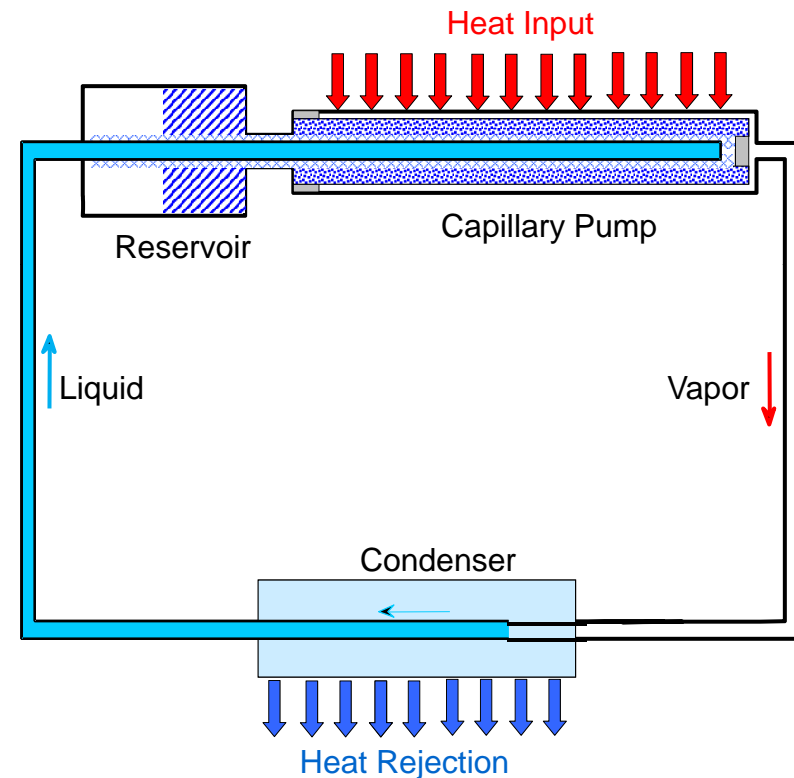 Heat Input
Reservoir
Capillary Pump
Liquid
Vapor
Condenser
Heat Rejection